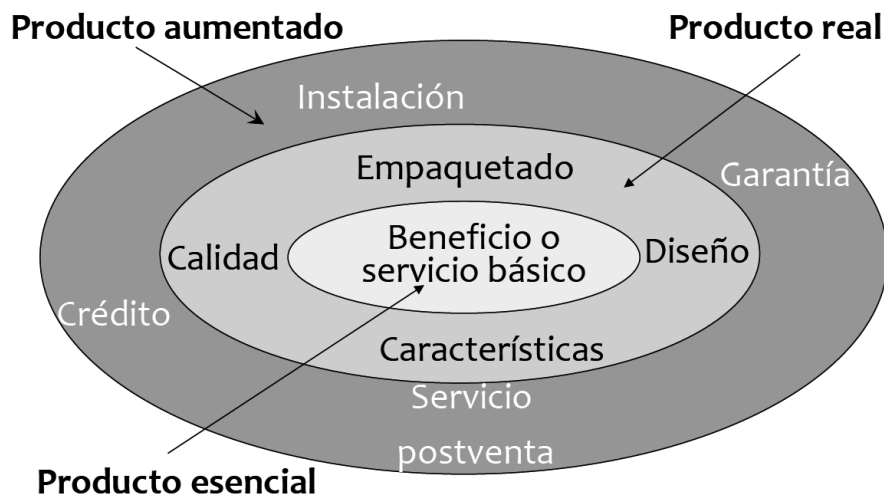 Producto aumentado
Producto real
Instalación
Empaquetado
Garantía
Beneficio o
servicio básico
Calidad
Diseño
Crédito
Características
Servicio
postventa
Producto esencial